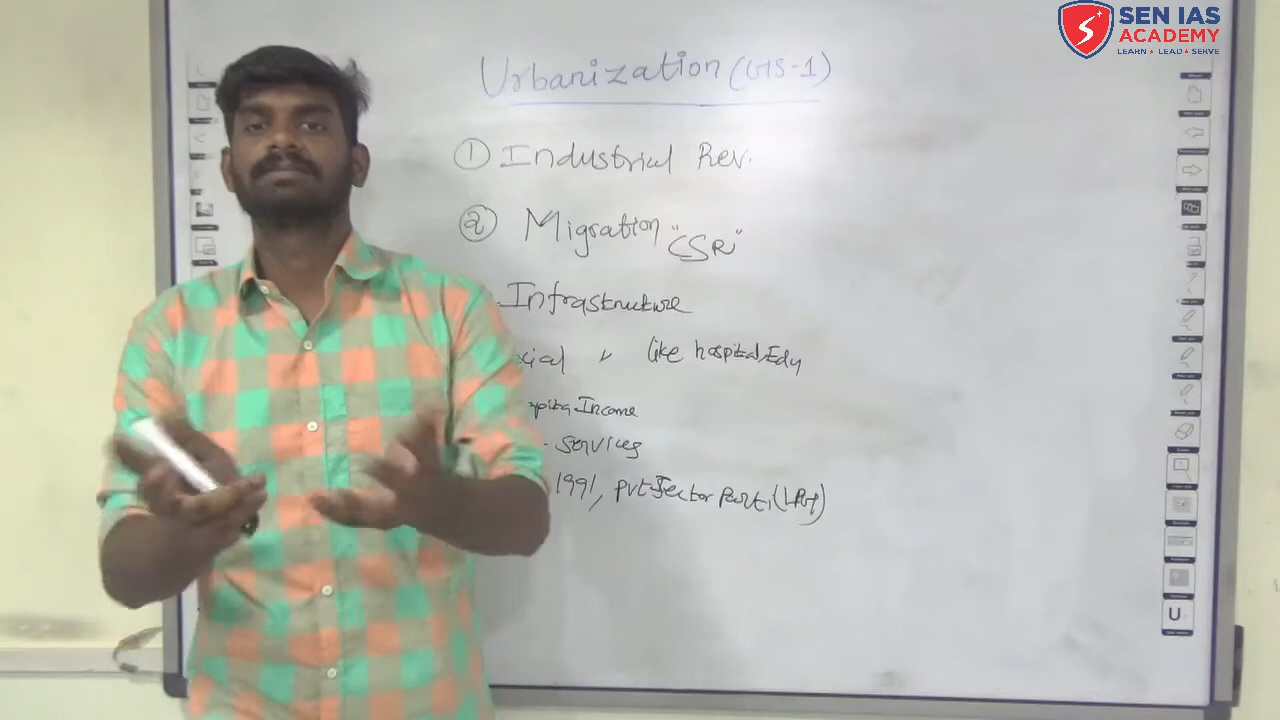 SEN IAS
ACADEMY
LEARN ★ LEAD ★ SERVE
Urbanization (GS-1)
① Industrial Rev.
② Migration "CSR"
Infrastructure
like hospital, Edu
Income
- Services
1991, Pvt Sector Parti, (LPG)
U